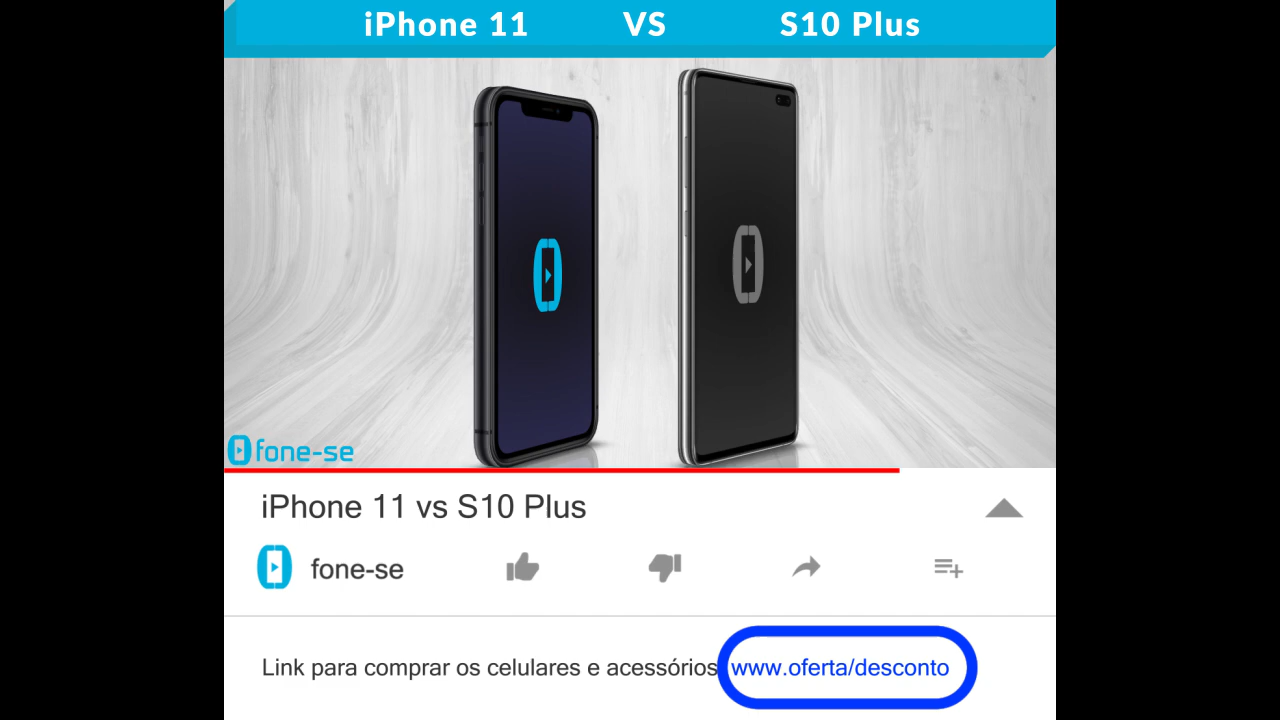 iPhone 11 VS S10 Plus
fone-se
iPhone 11 vs S10 Plus
fone-se
Link para comprar os celulares e acessórios www.oferta/desconto